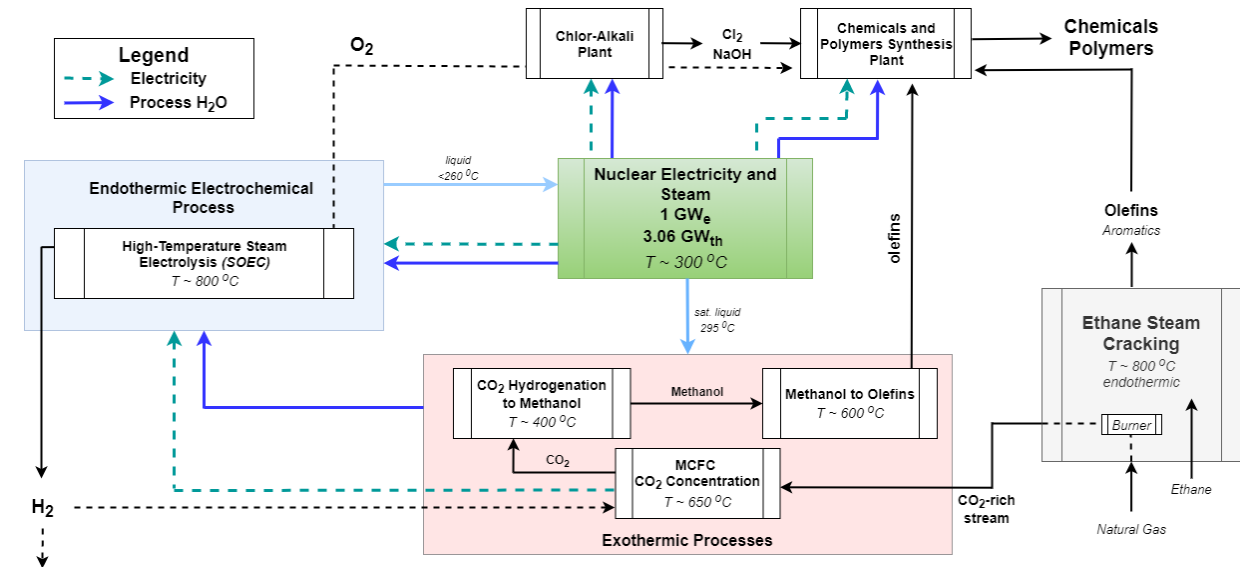 Legend
Electricity
Process H₂O
O₂
Chlor-Alkali
Plant
Cl₂
NaOH
Chemicals and
Polymers Synthesis
Plant
Chemicals
Polymers
Endothermic Electrochemical
Process
High-Temperature Steam
Electrolysis (SOEC)
T ~ 800 ⁰C
liquid
<260 ⁰C
Nuclear Electricity and
Steam
1 GWₑ
3.06 GWₜₕ
T ~ 300 ⁰C
sat. liquid
295 ⁰C
olefins
Olefins
Aromatics
Ethane Steam
Cracking
T ~ 800 ⁰C
endothermic
Burner
Ethane
Natural Gas
CO₂-rich
stream
CO₂ Hydrogenation
to Methanol
T ~ 400 ⁰C
Methanol
Methanol to Olefins
T ~ 600 ⁰C
CO₂
MCFC
CO₂ Concentration
T ~ 650 ⁰C
Exothermic Processes
H₂